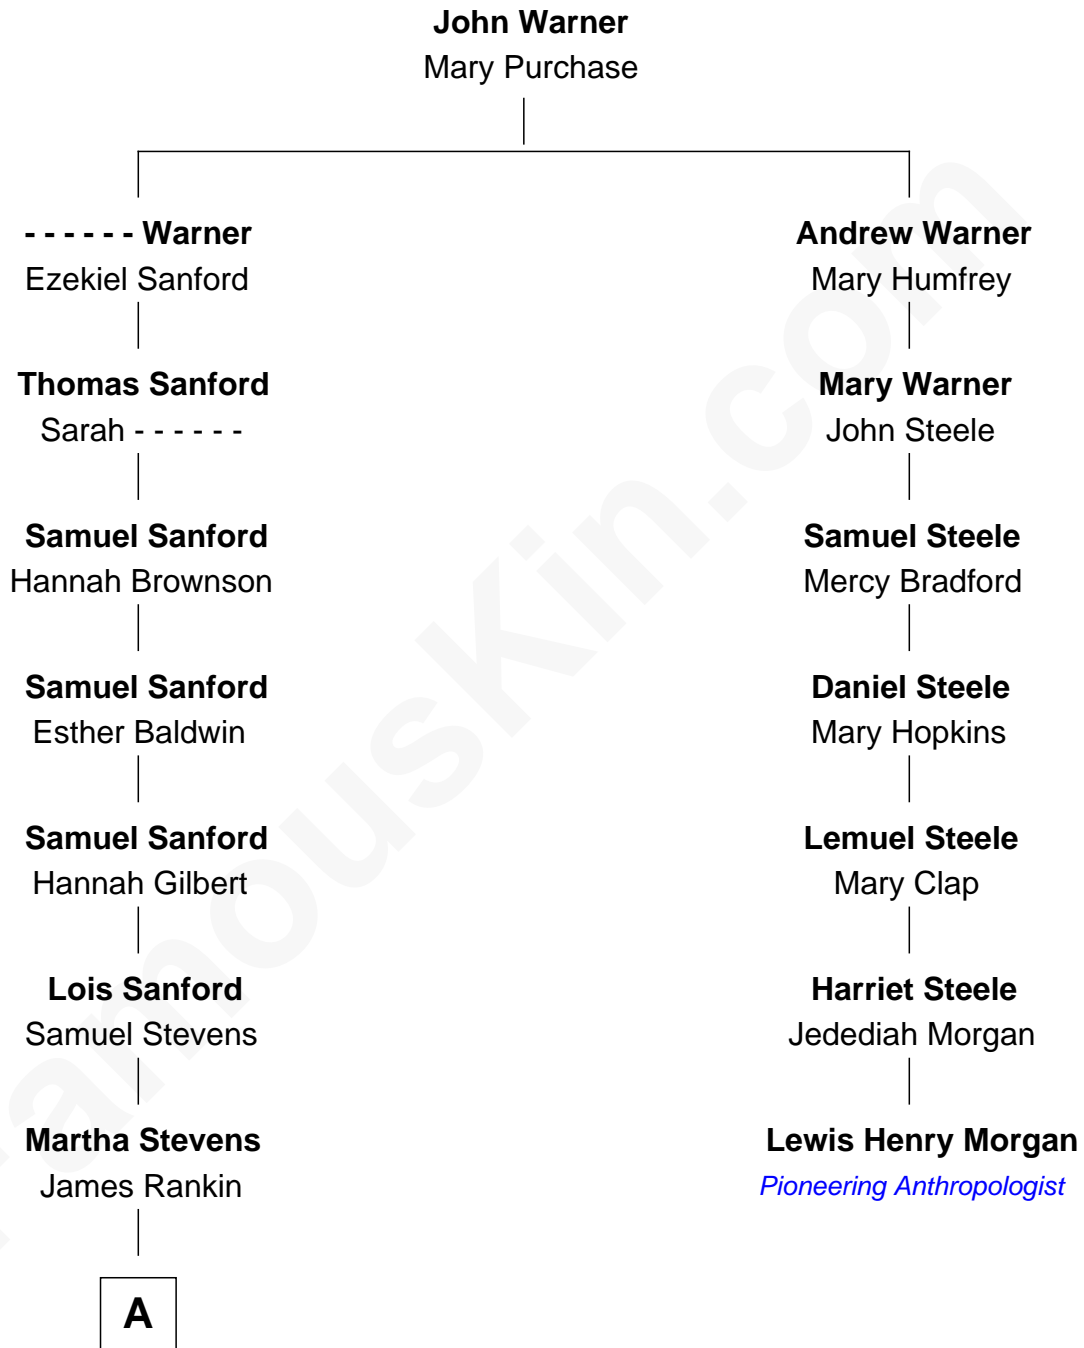 John Warner
Mary Purchase
- - - - - - Warner
Ezekiel Sanford
Andrew Warner
Mary Humfrey
Thomas Sanford
Sarah - - - - - -
Mary Warner
John Steele
Samuel Sanford
Hannah Brownson
Samuel Steele
Mercy Bradford
Samuel Sanford
Esther Baldwin
Daniel Steele
Mary Hopkins
Samuel Sanford
Hannah Gilbert
Lemuel Steele
Mary Clap
Lois Sanford
Samuel Stevens
Harriet Steele
Jedediah Morgan
Martha Stevens
James Rankin
Lewis Henry Morgan
Pioneering Anthropologist
A
FamousKin.com